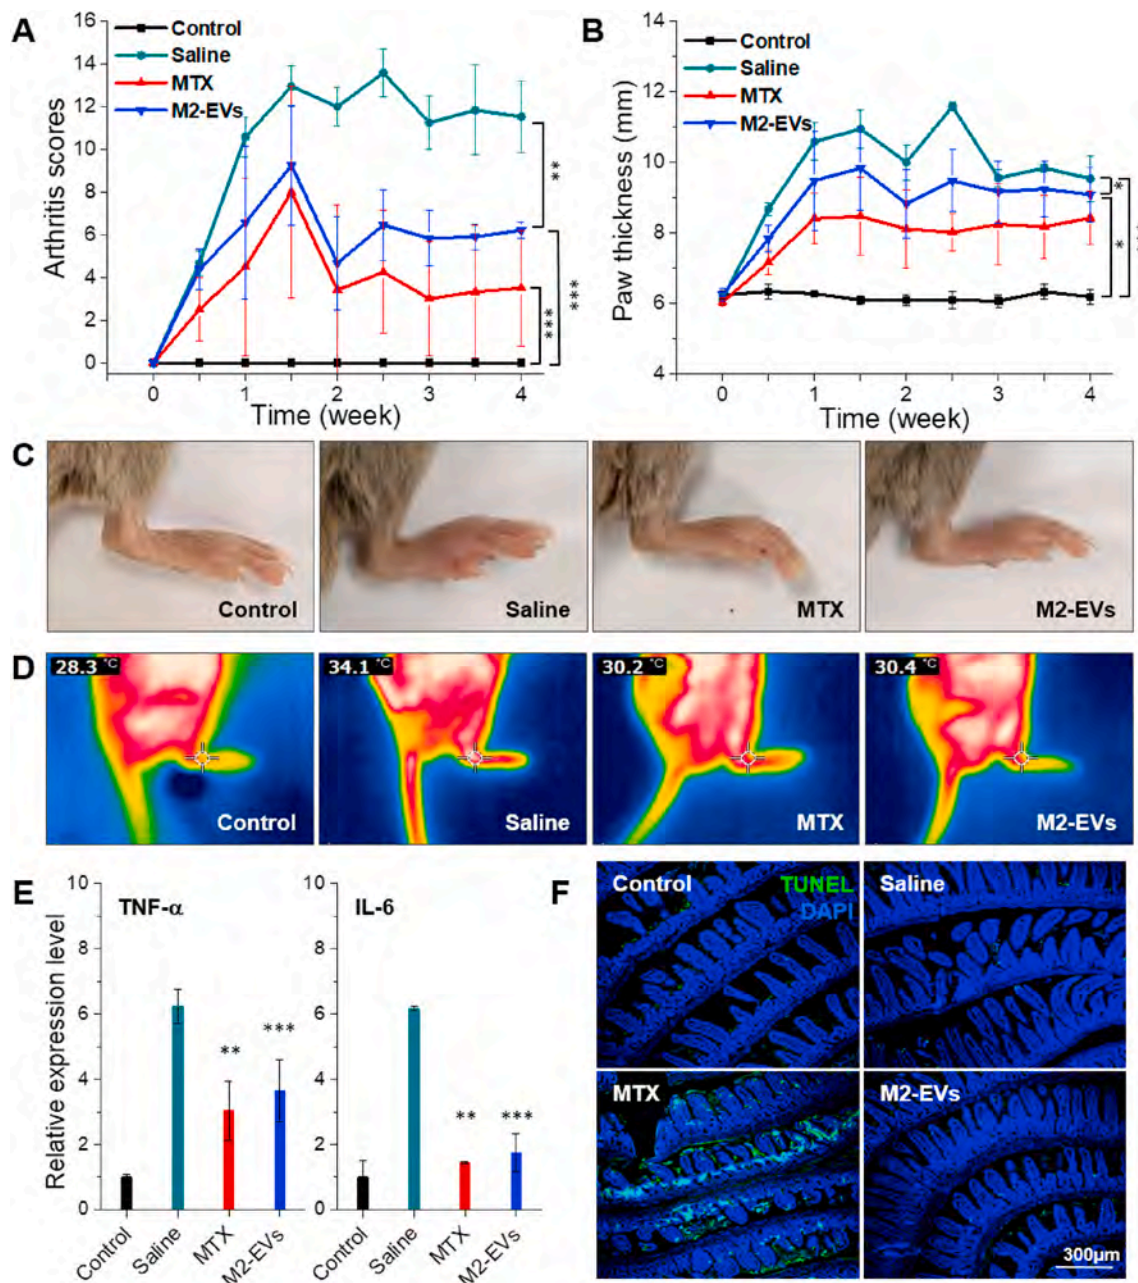 A
16
14
12
10
8
6
4
2
0
Arthritis scores
Control
Saline
MTX
M2-EVs
**
***
***
0
1
2
3
4
Time (week)
B
14
12
10
8
6
4
Paw thickness (mm)
Control
Saline
MTX
M2-EVs
*
*
0
1
2
3
4
Time (week)
C
Control
Saline
MTX
M2-EVs
D
28.3 °C
34.1 °C
30.2 °C
30.4 °C
Control
Saline
MTX
M2-EVs
E
Relative expression level
10
8
6
4
2
0
TNF-α
**
***
Control
Saline
MTX
M2-EVs
10
8
6
4
2
0
IL-6
**
***
Control
Saline
MTX
M2-EVs
F
Control
TUNEL
DAPI
Saline
MTX
M2-EVs
300µm